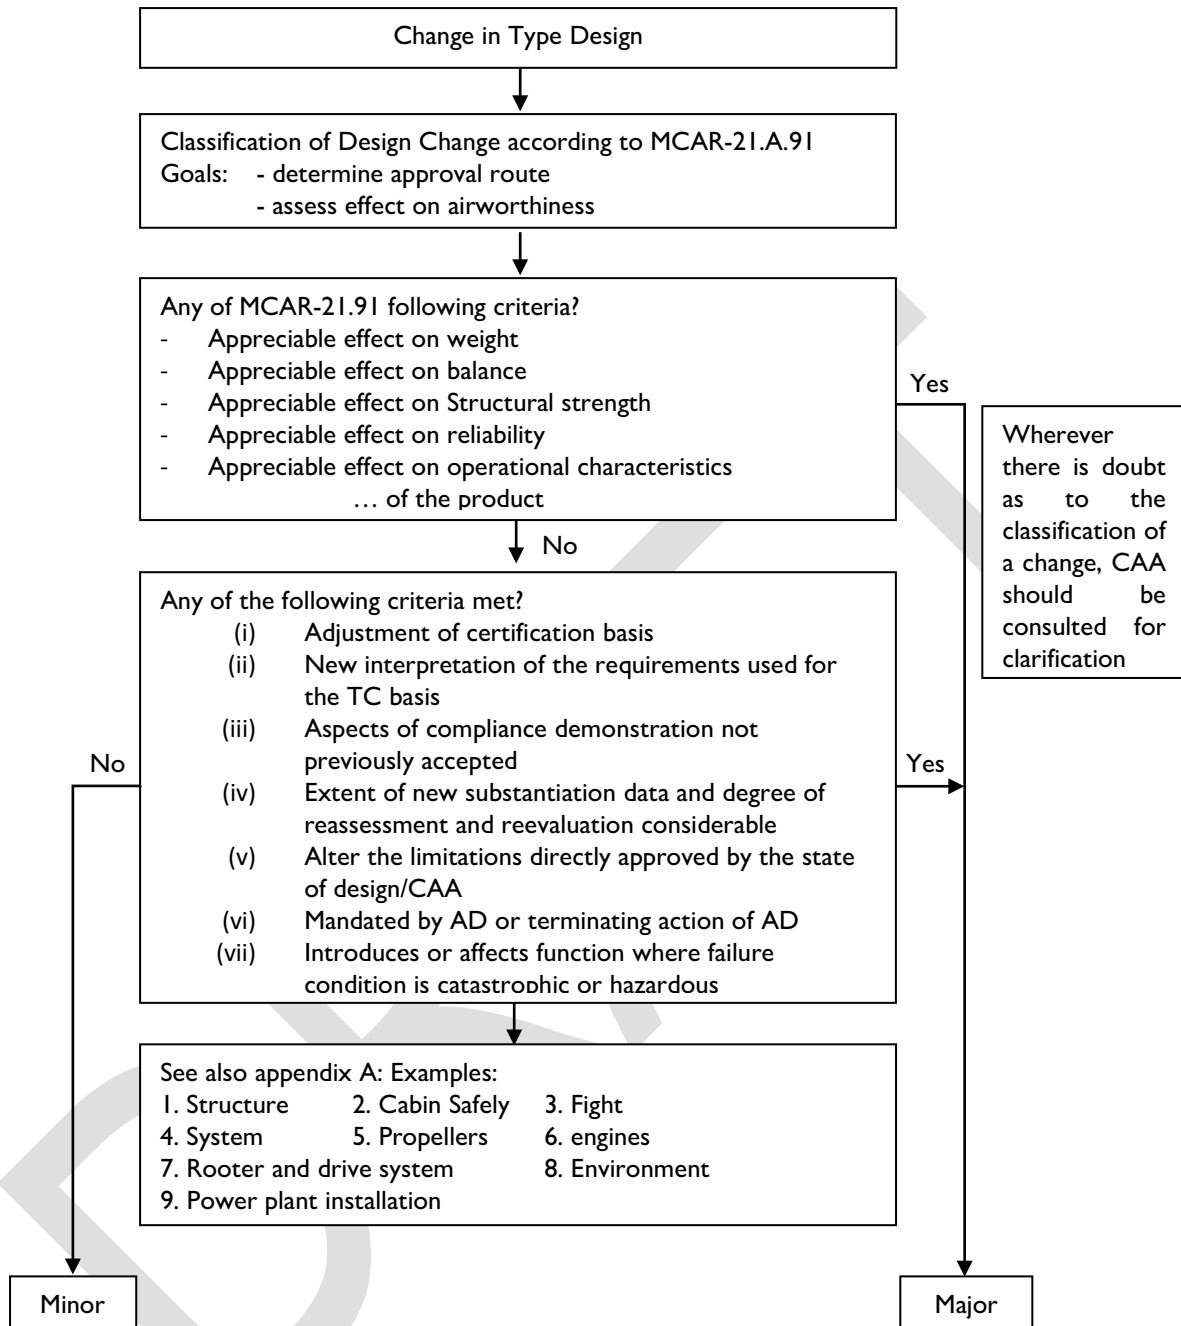 Change in Type Design
Classification of Design Change according to MCAR-21.A.91
Goals: - determine approval route
- assess effect on airworthiness
Any of MCAR-21.91 following criteria?
- Appreciable effect on weight
- Appreciable effect on balance
- Appreciable effect on Structural strength
- Appreciable effect on reliability
- Appreciable effect on operational characteristics
… of the product
Yes
Wherever
there is doubt
as to the
classification of
a change, CAA
should be
consulted for
clarification
No
Any of the following criteria met?
(i) Adjustment of certification basis
(ii) New interpretation of the requirements used for
the TC basis
(iii) Aspects of compliance demonstration not
previously accepted
(iv) Extent of new substantiation data and degree of
reassessment and reevaluation considerable
(v) Alter the limitations directly approved by the state
of design/CAA
(vi) Mandated by AD or terminating action of AD
(vii) Introduces or affects function where failure
condition is catastrophic or hazardous
No
Yes
See also appendix A: Examples:
1. Structure 2. Cabin Safely 3. Fight
4. System 5. Propellers 6. engines
7. Rooter and drive system 8. Environment
9. Power plant installation
Minor
Major
DRAFT